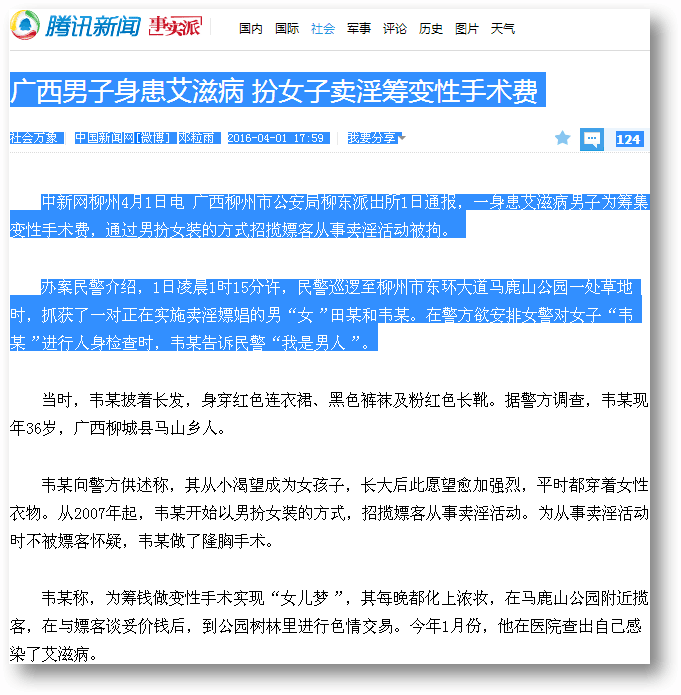 腾讯新闻 事实派 国内 国际 社会 军事 评论 历史 图片 天气
广西男子身患艾滋病 扮女子卖淫筹变性手术费
社会万象 中国新闻网[微博] 邓粒雨 2016-04-01 17:59 我要分享 124
中新网柳州4月1日电 广西柳州市公安局柳东派出所1日通报，一身患艾滋病男子为筹集
变性手术费，通过男扮女装的方式招揽嫖客从事卖淫活动被拘。
办案民警介绍，1日凌晨1时15分许，民警巡逻至柳州市东环大道马鹿山公园一处草地
时，抓获了一对正在实施卖淫嫖娼的男“女”田某和韦某。在警方欲安排女警对女子“韦
某”进行人身检查时，韦某告诉民警“我是男人”。
当时，韦某披着长发，身穿红色连衣裙、黑色裤袜及粉红色长靴。据警方调查，韦某现
年36岁，广西柳城县马山乡人。
韦某向警方供述称，其从小渴望成为女孩子，长大后此愿望愈加强烈，平时都穿着女性
衣物。从2007年起，韦某开始以男扮女装的方式，招揽嫖客从事卖淫活动。为从事卖淫活动
时不被嫖客怀疑，韦某做了隆胸手术。
韦某称，为筹钱做变性手术实现“女儿梦”，其每晚都化上浓妆，在马鹿山公园附近揽
客，在与嫖客谈妥价钱后，到公园树林里进行色情交易。今年1月份，他在医院查出自己感
染了艾滋病。